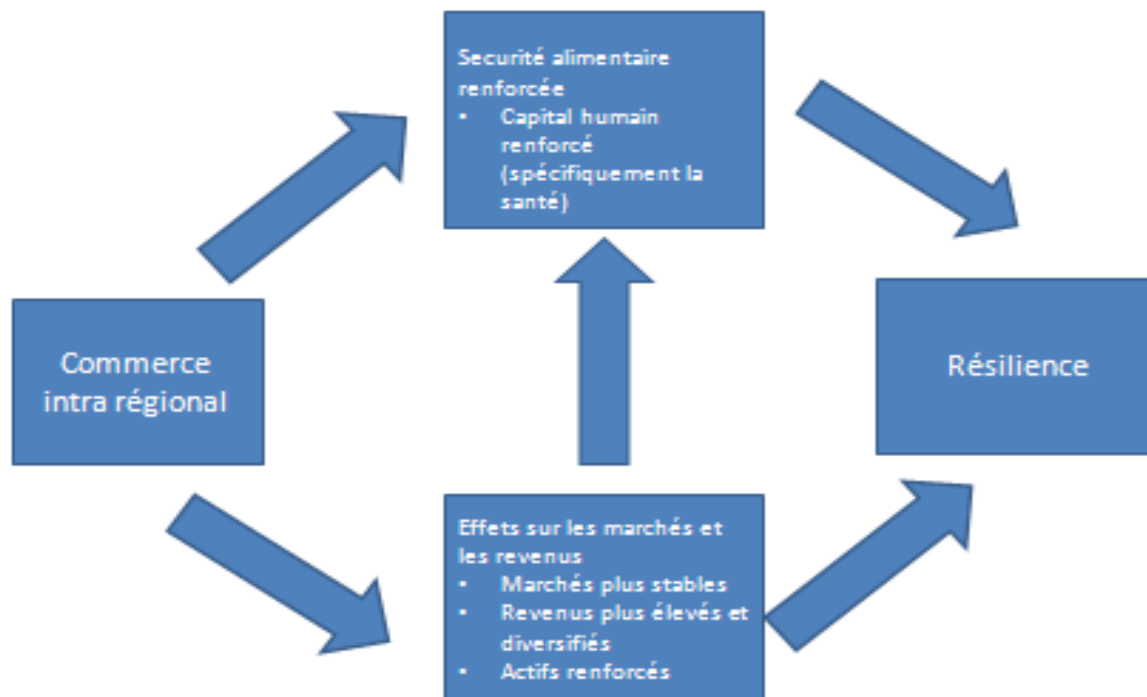 Securité alimentaire
renforcée
• Capital humain
renforcé
(spécifiquement la
santé)
Commerce
intra régional
Résilience
Effets sur les marchés et
les revenus
• Marchés plus stables
• Revenus plus élevés et
diversifiés
• Actifs renforcés